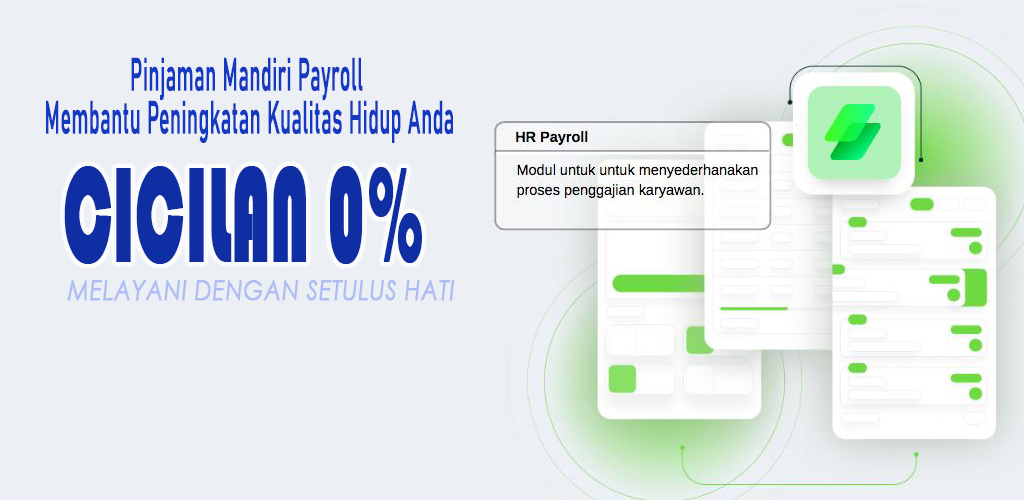 Pinjaman Mandiri Payroll
Membantu Peningkatan Kualitas Hidup Anda
CICILAN 0%
MELAYANI DENGAN SETULUS HATI
HR Payroll
Modul untuk untuk menyederhanakan
proses penggajian karyawan.